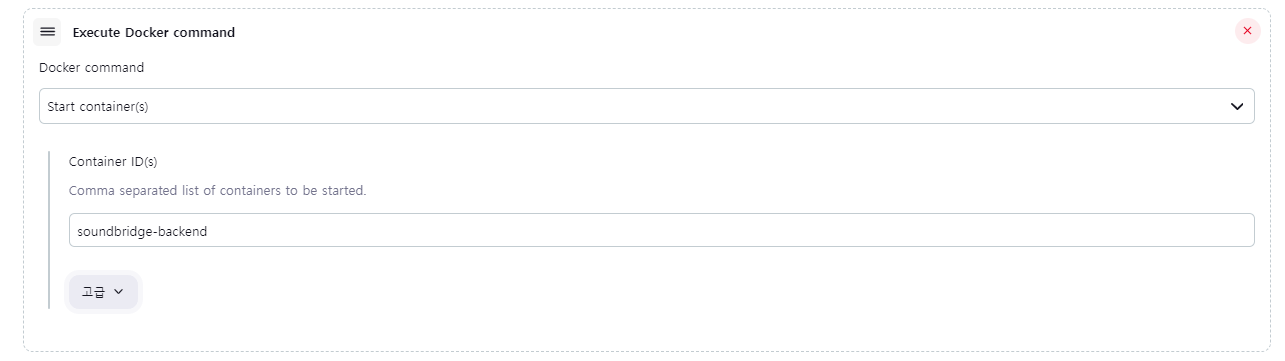 Execute Docker command
Docker command
Start container(s)
Container ID(s)
Comma separated list of containers to be started.
soundbridge-backend
고급